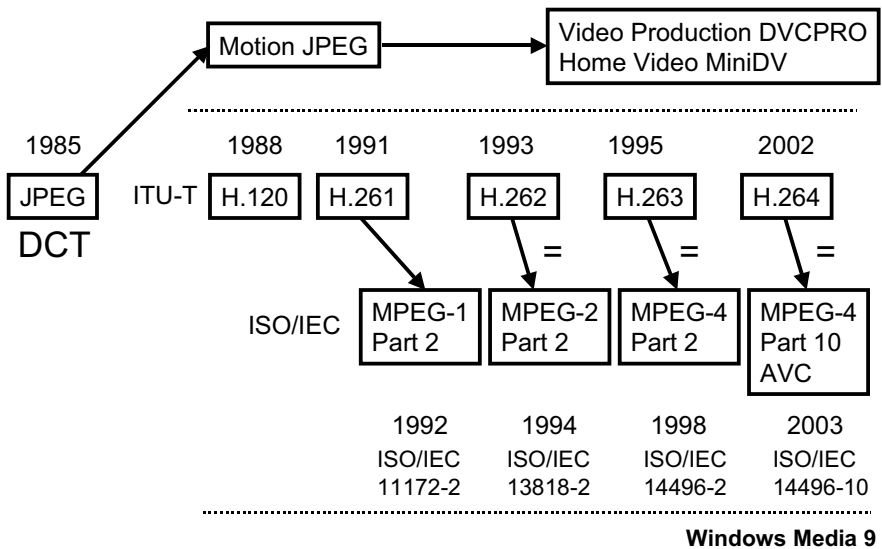 Motion JPEG
Video Production DVCPRO
Home Video MiniDV
1985 1988 1991 1993 1995 2002
JPEG ITU-T H.120 H.261 H.262 H.263 H.264
DCT
= = =
ISO/IEC
MPEG-1
Part 2
MPEG-2
Part 2
MPEG-4
Part 2
MPEG-4
Part 10
AVC
1992 1994 1998 2003
ISO/IEC ISO/IEC ISO/IEC ISO/IEC
11172-2 13818-2 14496-2 14496-10
Windows Media 9